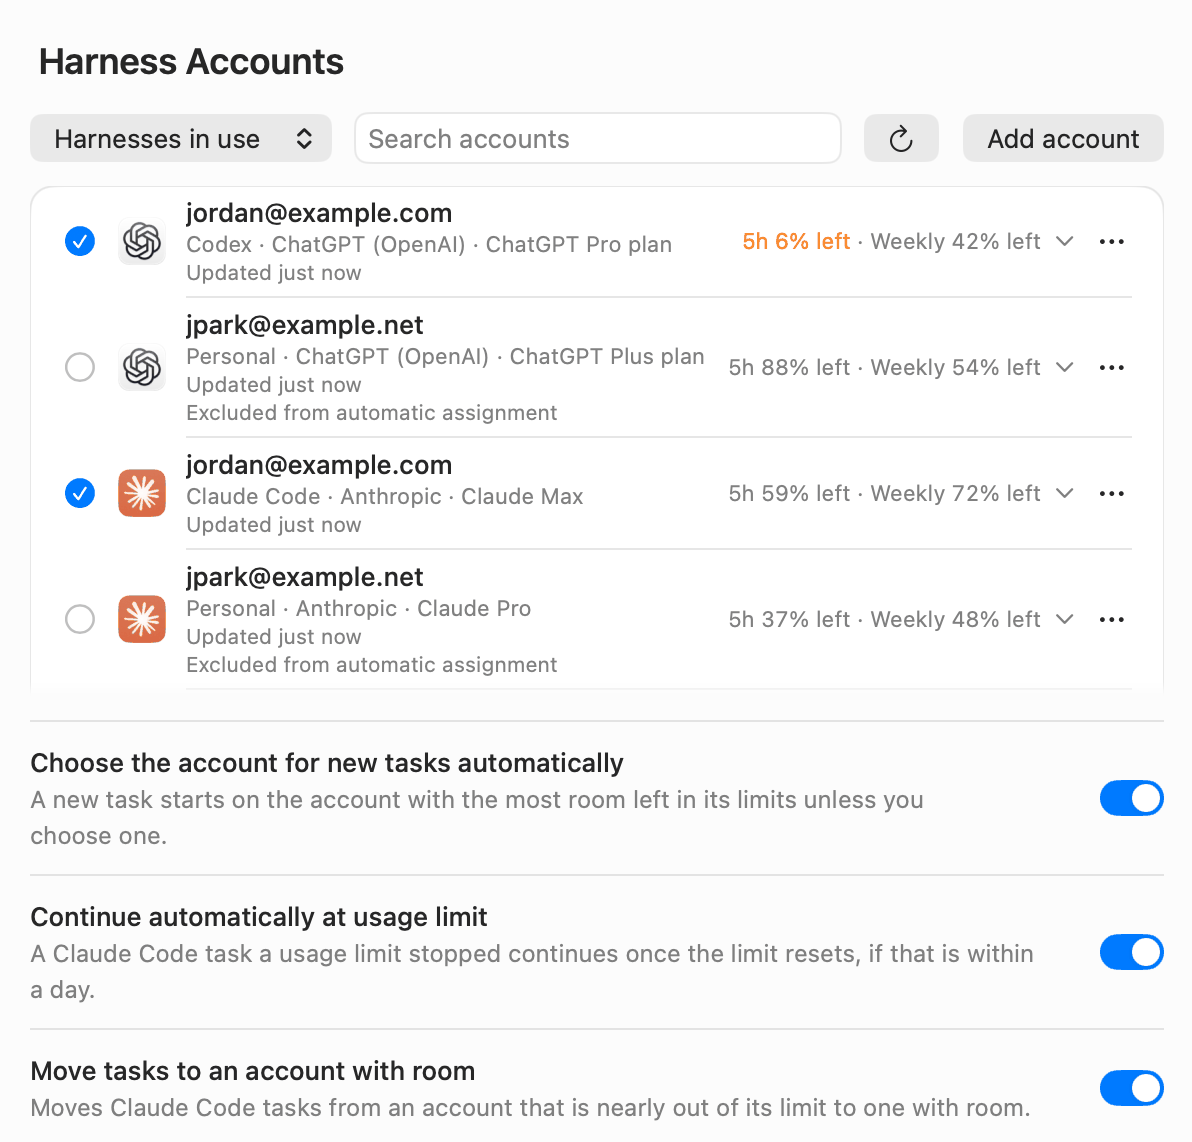 Harness Accounts
Harnesses in use
Search accounts
Add account
jordan@example.com
Codex · ChatGPT (OpenAI) · ChatGPT Pro plan
Updated just now
5h 6% left · Weekly 42% left
jpark@example.net
Personal · ChatGPT (OpenAI) · ChatGPT Plus plan
Updated just now
Excluded from automatic assignment
5h 88% left · Weekly 54% left
jordan@example.com
Claude Code · Anthropic · Claude Max
Updated just now
5h 59% left · Weekly 72% left
jpark@example.net
Personal · Anthropic · Claude Pro
Updated just now
Excluded from automatic assignment
5h 37% left · Weekly 48% left
Choose the account for new tasks automatically
A new task starts on the account with the most room left in its limits unless you
choose one.
Continue automatically at usage limit
A Claude Code task a usage limit stopped continues once the limit resets, if that is within
a day.
Move tasks to an account with room
Moves Claude Code tasks from an account that is nearly out of its limit to one with room.